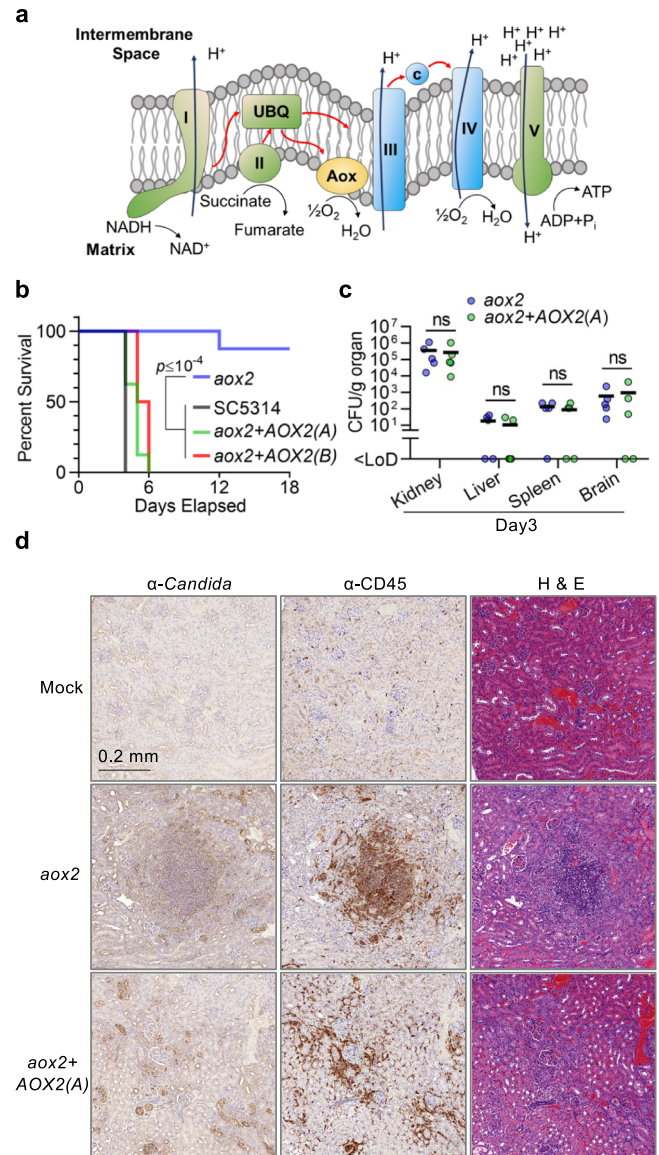 a
Intermembrane
Space
H⁺
H⁺
H⁺
H⁺ H⁺ H⁺
H⁺
H⁺ H⁺
c
I
UBQ
II
Aox
III
IV
V
Succinate
Fumarate
½O₂
H₂O
½O₂
H₂O
ATP
ADP+Pᵢ
NADH
NAD⁺
Matrix
H⁺
b
Percent Survival
100
50
0
0
6
12
18
Days Elapsed
p≤10⁻⁴
aox2
SC5314
aox2+AOX2(A)
aox2+AOX2(B)
c
aox2
aox2+AOX2(A)
CFU/g organ
10⁷
10⁶
10⁵
10⁴
10³
10²
10¹
<LoD
ns
ns
ns
ns
Kidney
Liver
Spleen
Brain
Day3
d
α-Candida
α-CD45
H & E
Mock
0.2 mm
aox2
aox2+
AOX2(A)